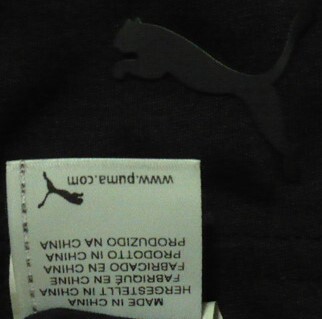 MADE IN CHINA
HERGESTELLT IN CHINA
FABRIQUÉ EN CHINE
FABRICADO EN CHINA
PRODOTTO IN CHINA
PRODUZIDO NA CHINA
www.puma.com